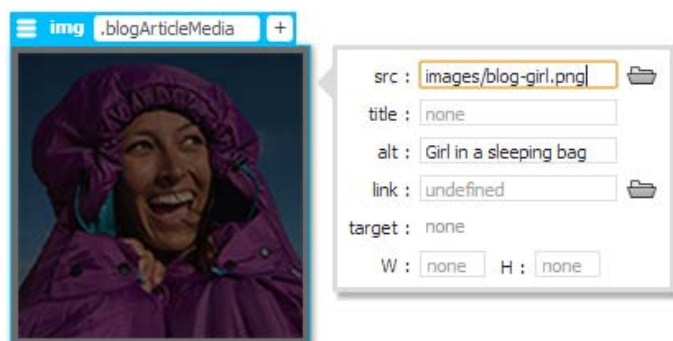 img .blogArticleMedia +
src : images/blog-girl.png
title : none
alt : Girl in a sleeping bag
link : undefined
target : none
W : none H : none